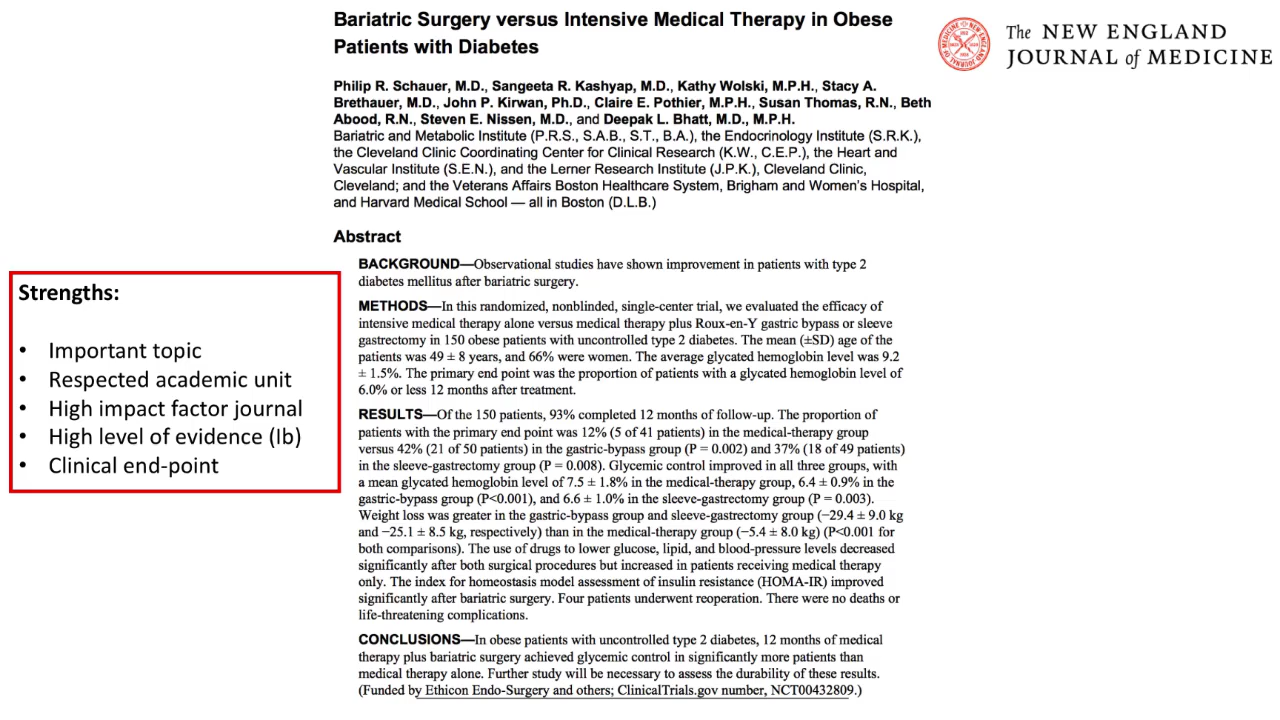 Bariatric Surgery versus Intensive Medical Therapy in Obese
Patients with Diabetes
The NEW ENGLAND
JOURNAL of MEDICINE
Philip R. Schauer, M.D., Sangeeta R. Kashyap, M.D., Kathy Wolski, M.P.H., Stacy A.
Brethauer, M.D., John P. Kirwan, Ph.D., Claire E. Pothier, M.P.H., Susan Thomas, R.N., Beth
Abood, R.N., Steven E. Nissen, M.D., and Deepak L. Bhatt, M.D., M.P.H.
Bariatric and Metabolic Institute (P.R.S., S.A.B., S.T., B.A.), the Endocrinology Institute (S.R.K.),
the Cleveland Clinic Coordinating Center for Clinical Research (K.W., C.E.P.), the Heart and
Vascular Institute (S.E.N.), and the Lerner Research Institute (J.P.K.), Cleveland Clinic,
Cleveland; and the Veterans Affairs Boston Healthcare System, Brigham and Women's Hospital,
and Harvard Medical School — all in Boston (D.L.B.)
Abstract
BACKGROUND—Observational studies have shown improvement in patients with type 2
diabetes mellitus after bariatric surgery.
METHODS—In this randomized, nonblinded, single-center trial, we evaluated the efficacy of
intensive medical therapy alone versus medical therapy plus Roux-en-Y gastric bypass or sleeve
gastrectomy in 150 obese patients with uncontrolled type 2 diabetes. The mean (±SD) age of the
patients was 49 ± 8 years, and 66% were women. The average glycated hemoglobin level was 9.2
± 1.5%. The primary end point was the proportion of patients with a glycated hemoglobin level of
6.0% or less 12 months after treatment.
RESULTS—Of the 150 patients, 93% completed 12 months of follow-up. The proportion of
patients with the primary end point was 12% (5 of 41 patients) in the medical-therapy group
versus 42% (21 of 50 patients) in the gastric-bypass group (P = 0.002) and 37% (18 of 49 patients)
in the sleeve-gastrectomy group (P = 0.008). Glycemic control improved in all three groups, with
a mean glycated hemoglobin level of 7.5 ± 1.8% in the medical-therapy group, 6.4 ± 0.9% in the
gastric-bypass group (P<0.001), and 6.6 ± 1.0% in the sleeve-gastrectomy group (P = 0.003).
Weight loss was greater in the gastric-bypass group and sleeve-gastrectomy group (−29.4 ± 9.0 kg
and −25.1 ± 8.5 kg, respectively) than in the medical-therapy group (−5.4 ± 8.0 kg) (P<0.001 for
both comparisons). The use of drugs to lower glucose, lipid, and blood-pressure levels decreased
significantly after both surgical procedures but increased in patients receiving medical therapy
only. The index for homeostasis model assessment of insulin resistance (HOMA-IR) improved
significantly after bariatric surgery. Four patients underwent reoperation. There were no deaths or
life-threatening complications.
CONCLUSIONS—In obese patients with uncontrolled type 2 diabetes, 12 months of medical
therapy plus bariatric surgery achieved glycemic control in significantly more patients than
medical therapy alone. Further study will be necessary to assess the durability of these results.
(Funded by Ethicon Endo-Surgery and others; ClinicalTrials.gov number, NCT00432809.)
Strengths:
• Important topic
• Respected academic unit
• High impact factor journal
• High level of evidence (Ib)
• Clinical end-point